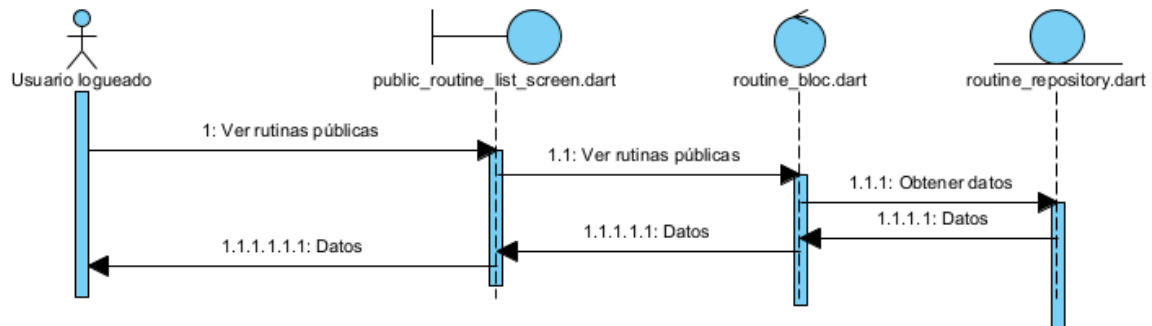 Usuario logueado
public_routine_list_screen.dart
routine_bloc.dart
routine_repository.dart
1: Ver rutinas públicas
1.1: Ver rutinas públicas
1.1.1: Obtener datos
1.1.1.1: Datos
1.1.1.1.1: Datos
1.1.1.1.1.1: Datos